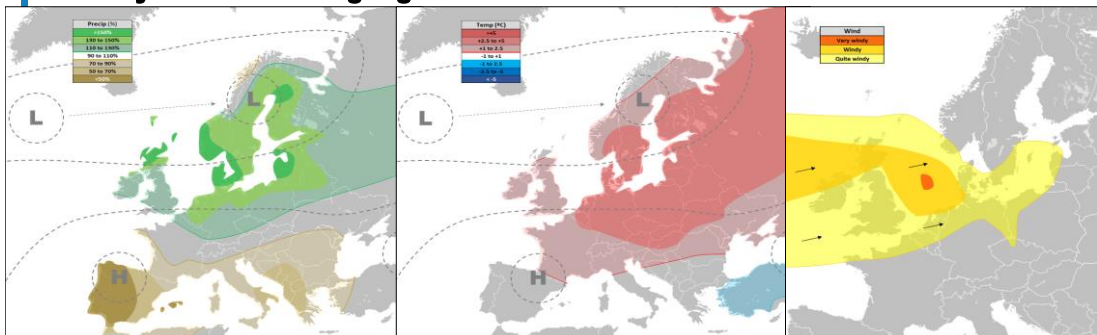 Precip (%)
>150%
130 to 150%
110 to 130%
90 to 110%
70 to 90%
50 to 70%
<50%
L
L
H
Temp (ºC)
>+5
+2.5 to +5
+1 to 2.5
-1 to +1
-1 to 2.5
-2.5 to -5
< -5
L
L
H
Wind
Very windy
Windy
Quite windy